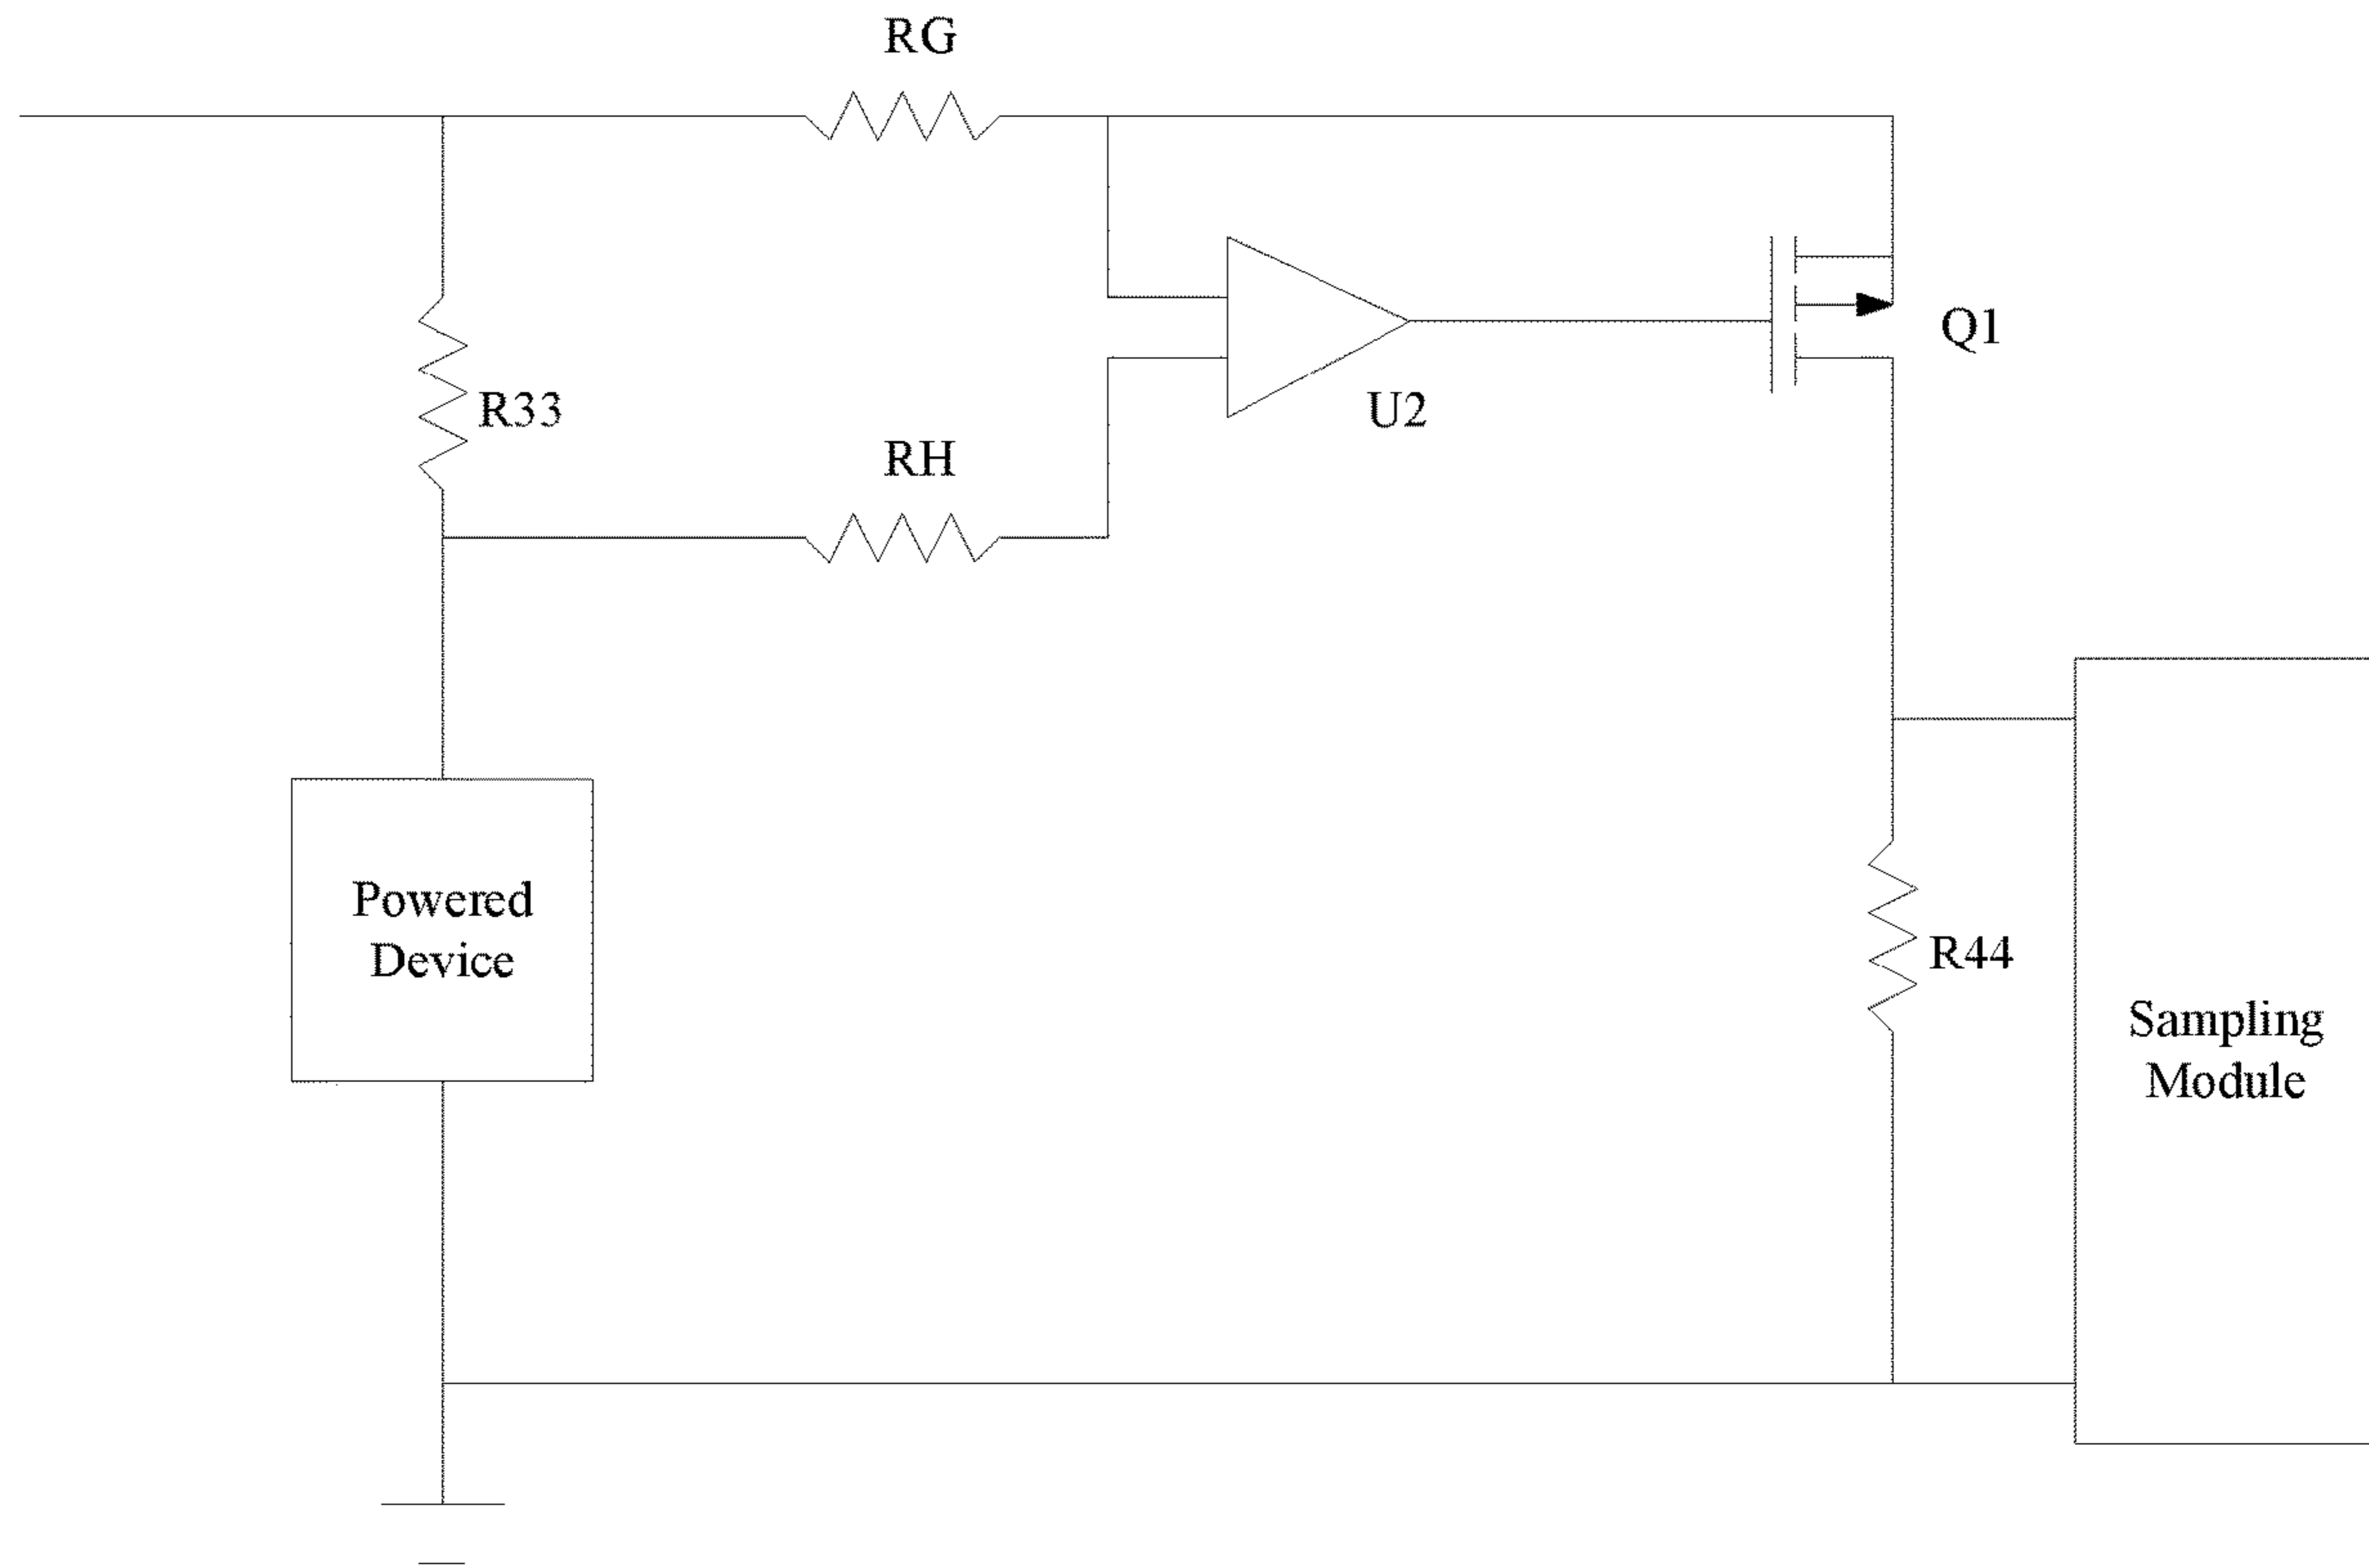 RG
Q1
R33
U2
RH
Powered
Device
R44
Sampling
Module